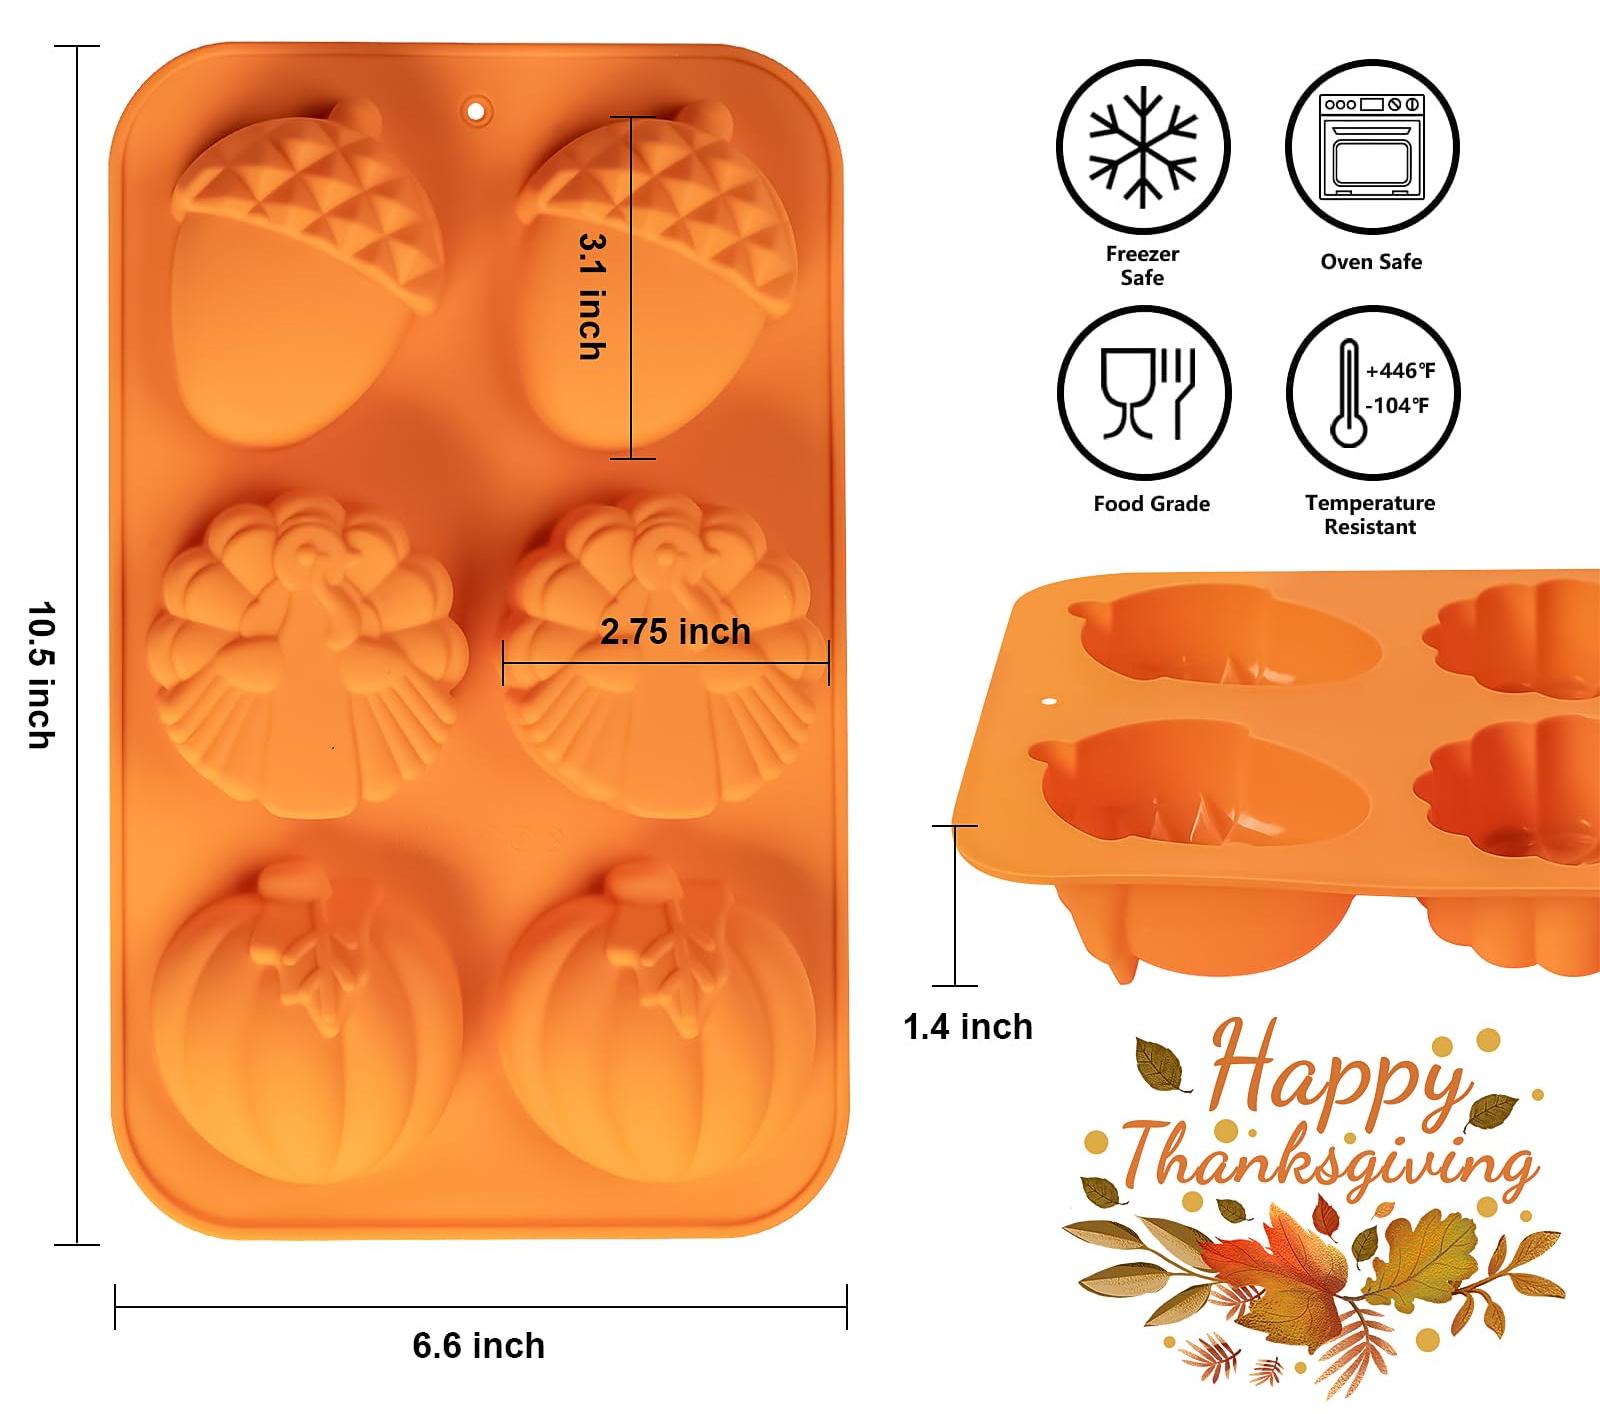 10.5 inch
3.1 inch
2.75 inch
6.6 inch
Freezer
Safe
Oven Safe
Food Grade
+446°F
-104°F
Temperature
Resistant
1.4 inch
Happy
Thanksgiving